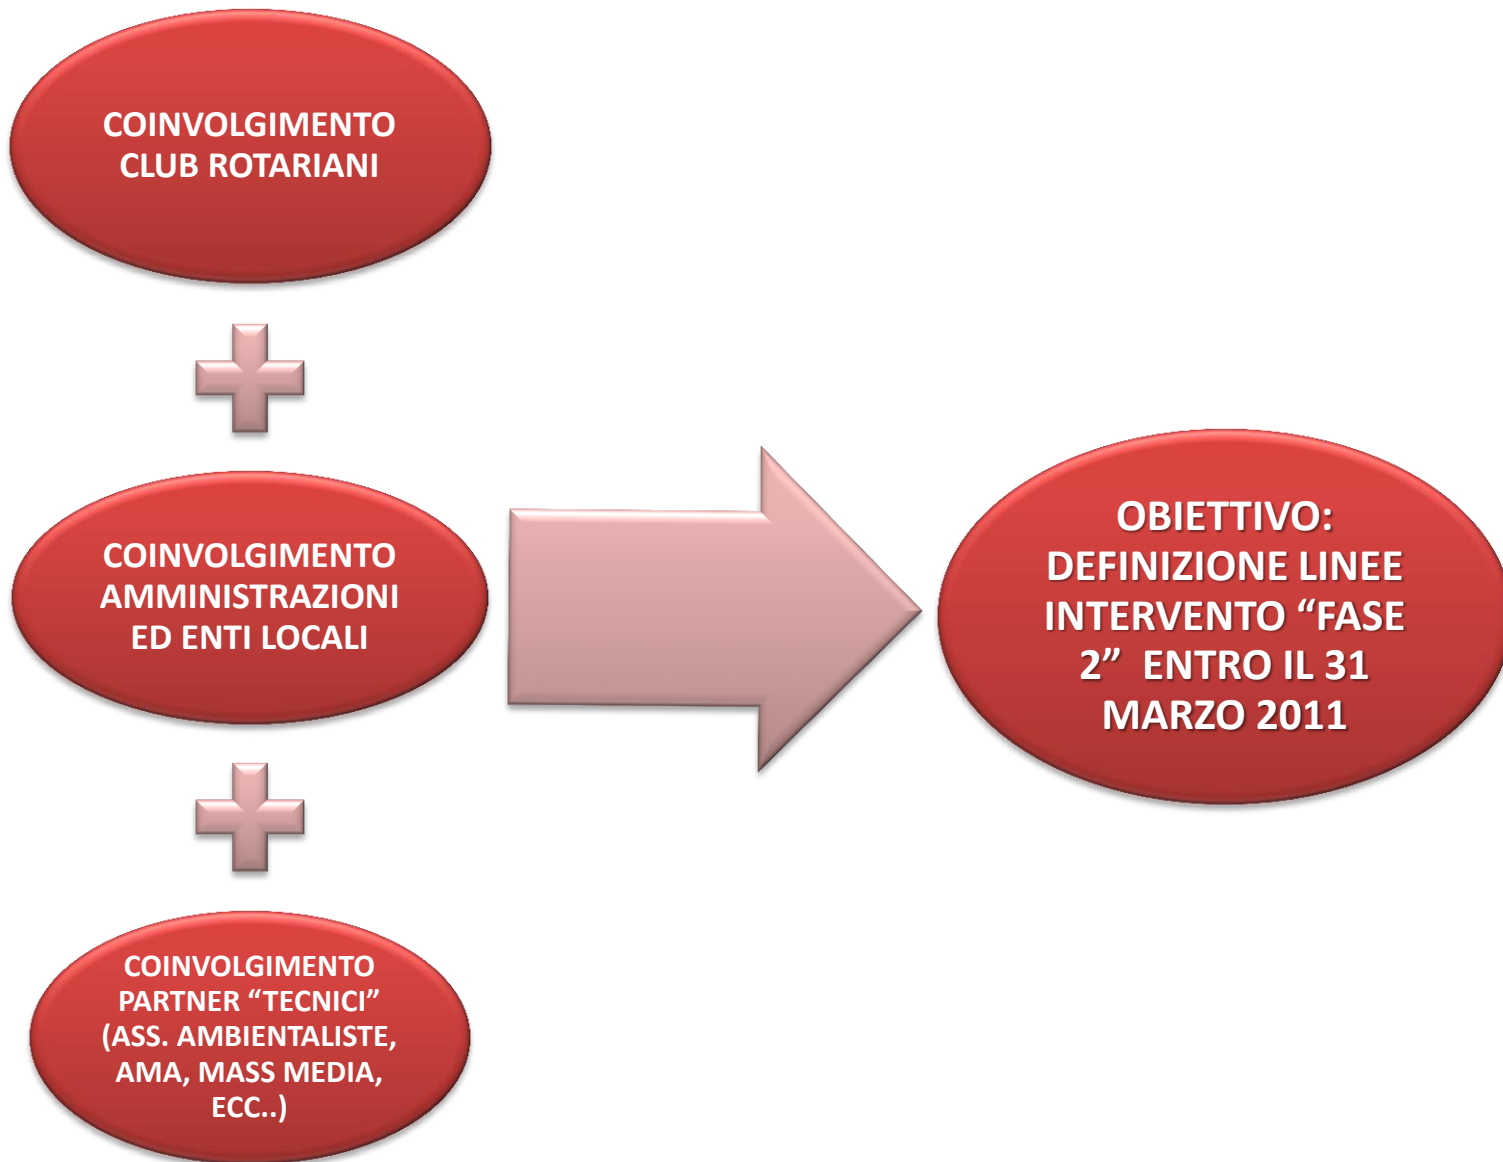 COINVOLGIMENTO
CLUB ROTARIANI
COINVOLGIMENTO
AMMINISTRAZIONI
ED ENTI LOCALI
COINVOLGIMENTO
PARTNER “TECNICI”
(ASS. AMBIENTALISTE,
AMA, MASS MEDIA,
ECC..)
OBIETTIVO:
DEFINIZIONE LINEE
INTERVENTO “FASE
2” ENTRO IL 31
MARZO 2011